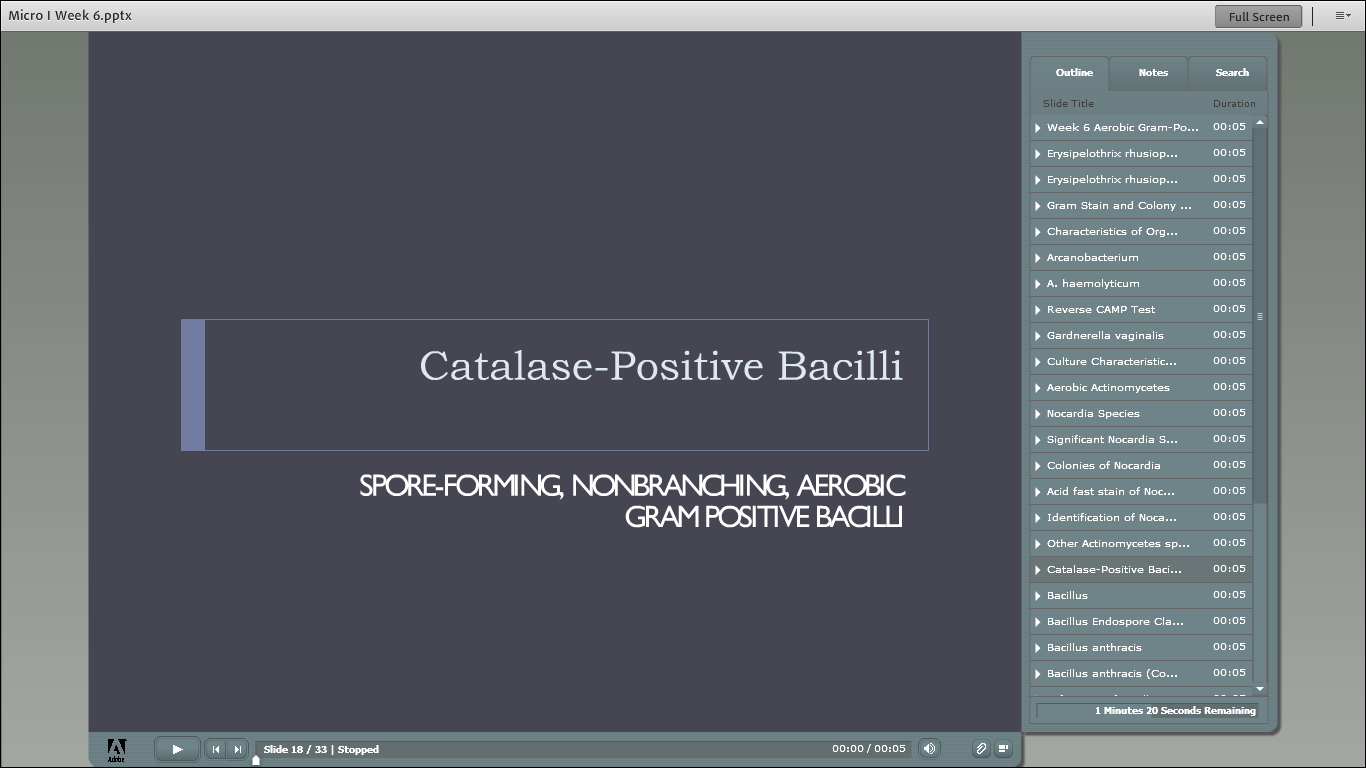 Micro I Week 6.pptx
Full Screen
Catalase-Positive Bacilli
SPORE-FORMING, NONBRANCHING, AEROBIC
GRAM POSITIVE BACILLI
Outline Notes Search
Slide Title Duration
Week 6 Aerobic Gram-Po... 00:05
Erysipelothrix rhusiop... 00:05
Erysipelothrix rhusiop... 00:05
Gram Stain and Colony ... 00:05
Characteristics of Org... 00:05
Arcanobacterium 00:05
A. haemolyticum 00:05
Reverse CAMP Test 00:05
Gardnerella vaginalis 00:05
Culture Characteristic... 00:05
Aerobic Actinomycetes 00:05
Nocardia Species 00:05
Significant Nocardia S... 00:05
Colonies of Nocardia 00:05
Acid fast stain of Noc... 00:05
Identification of Noca... 00:05
Other Actinomycetes sp... 00:05
Catalase-Positive Baci... 00:05
Bacillus 00:05
Bacillus Endospore Cla... 00:05
Bacillus anthracis 00:05
Bacillus anthracis (Co... 00:05
1 Minutes 20 Seconds Remaining
Adobe
Slide 18 / 33 | Stopped 00:00 / 00:05